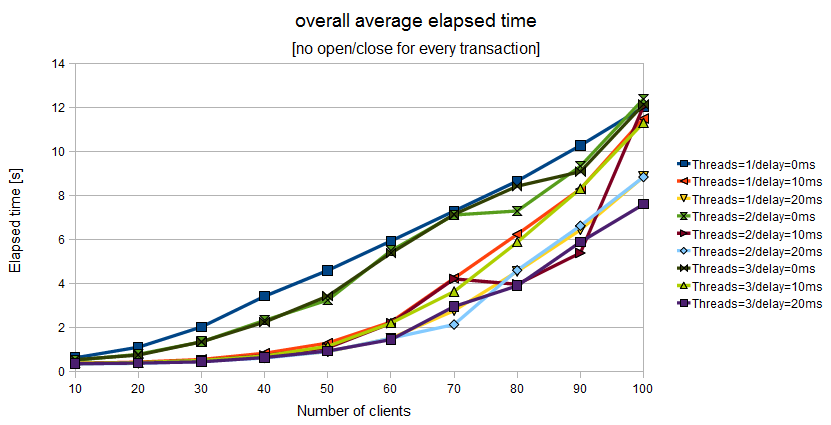 overall average elapsed time
[no open/close for every transaction]
Elapsed time [s]
14
12
10
8
6
4
2
0
10 20 30 40 50 60 70 80 90 100
Number of clients
Threads=1/delay=0ms
Threads=1/delay=10ms
Threads=1/delay=20ms
Threads=2/delay=0ms
Threads=2/delay=10ms
Threads=2/delay=20ms
Threads=3/delay=0ms
Threads=3/delay=10ms
Threads=3/delay=20ms